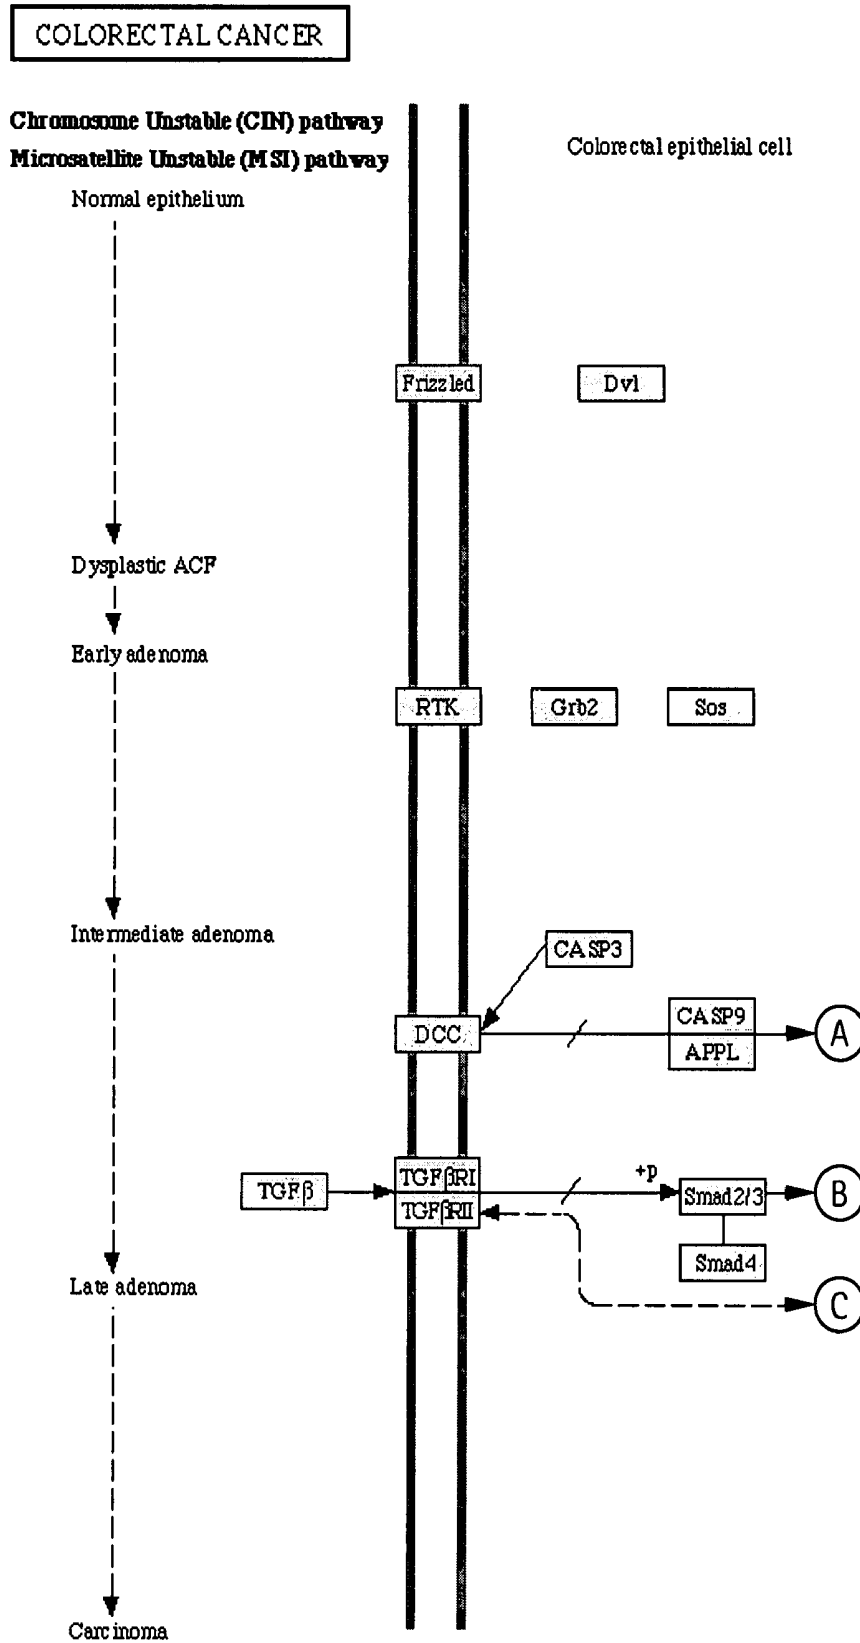 COLORECTAL CANCER
Chromosome Unstable (CIN) pathway
Microsatellite Unstable (MSI) pathway
Colorectal epithelial cell
Normal epithelium
Frizzled
Dvl
Dysplastic ACF
Early adenoma
RTK
Grb2
Sos
Intermediate adenoma
CASP3
DCC
CASP9
APPL
A
TGFβ
TGFβRI
TGFβRII
+p
Smad2/3
B
Smad4
Late adenoma
C
Carcinoma